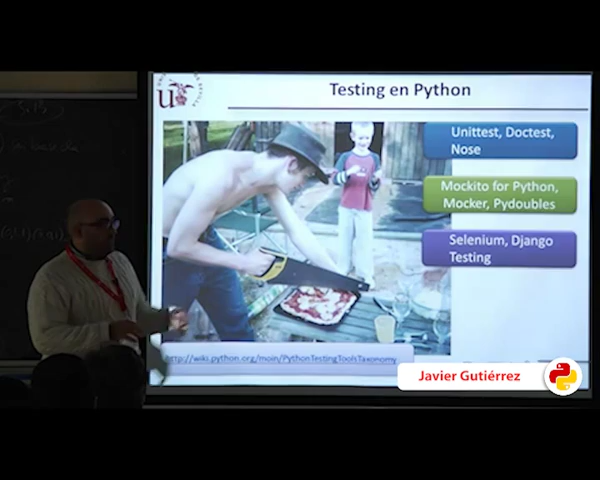 Testing en Python
Unittest, Doctest,
Nose
Mockito for Python,
Mocker, Pydoubles
Selenium, Django
Testing
http://wiki.python.org/moin/PythonTestingToolsTaxonomy
Javier Gutiérrez